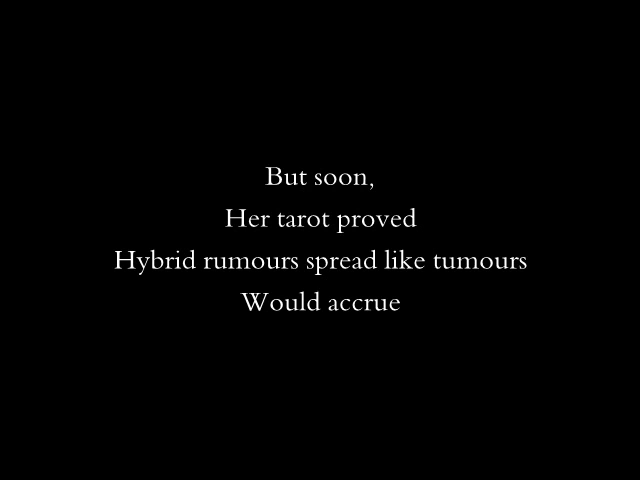 But soon,
Her tarot proved
Hybrid rumours spread like tumours
Would accrue